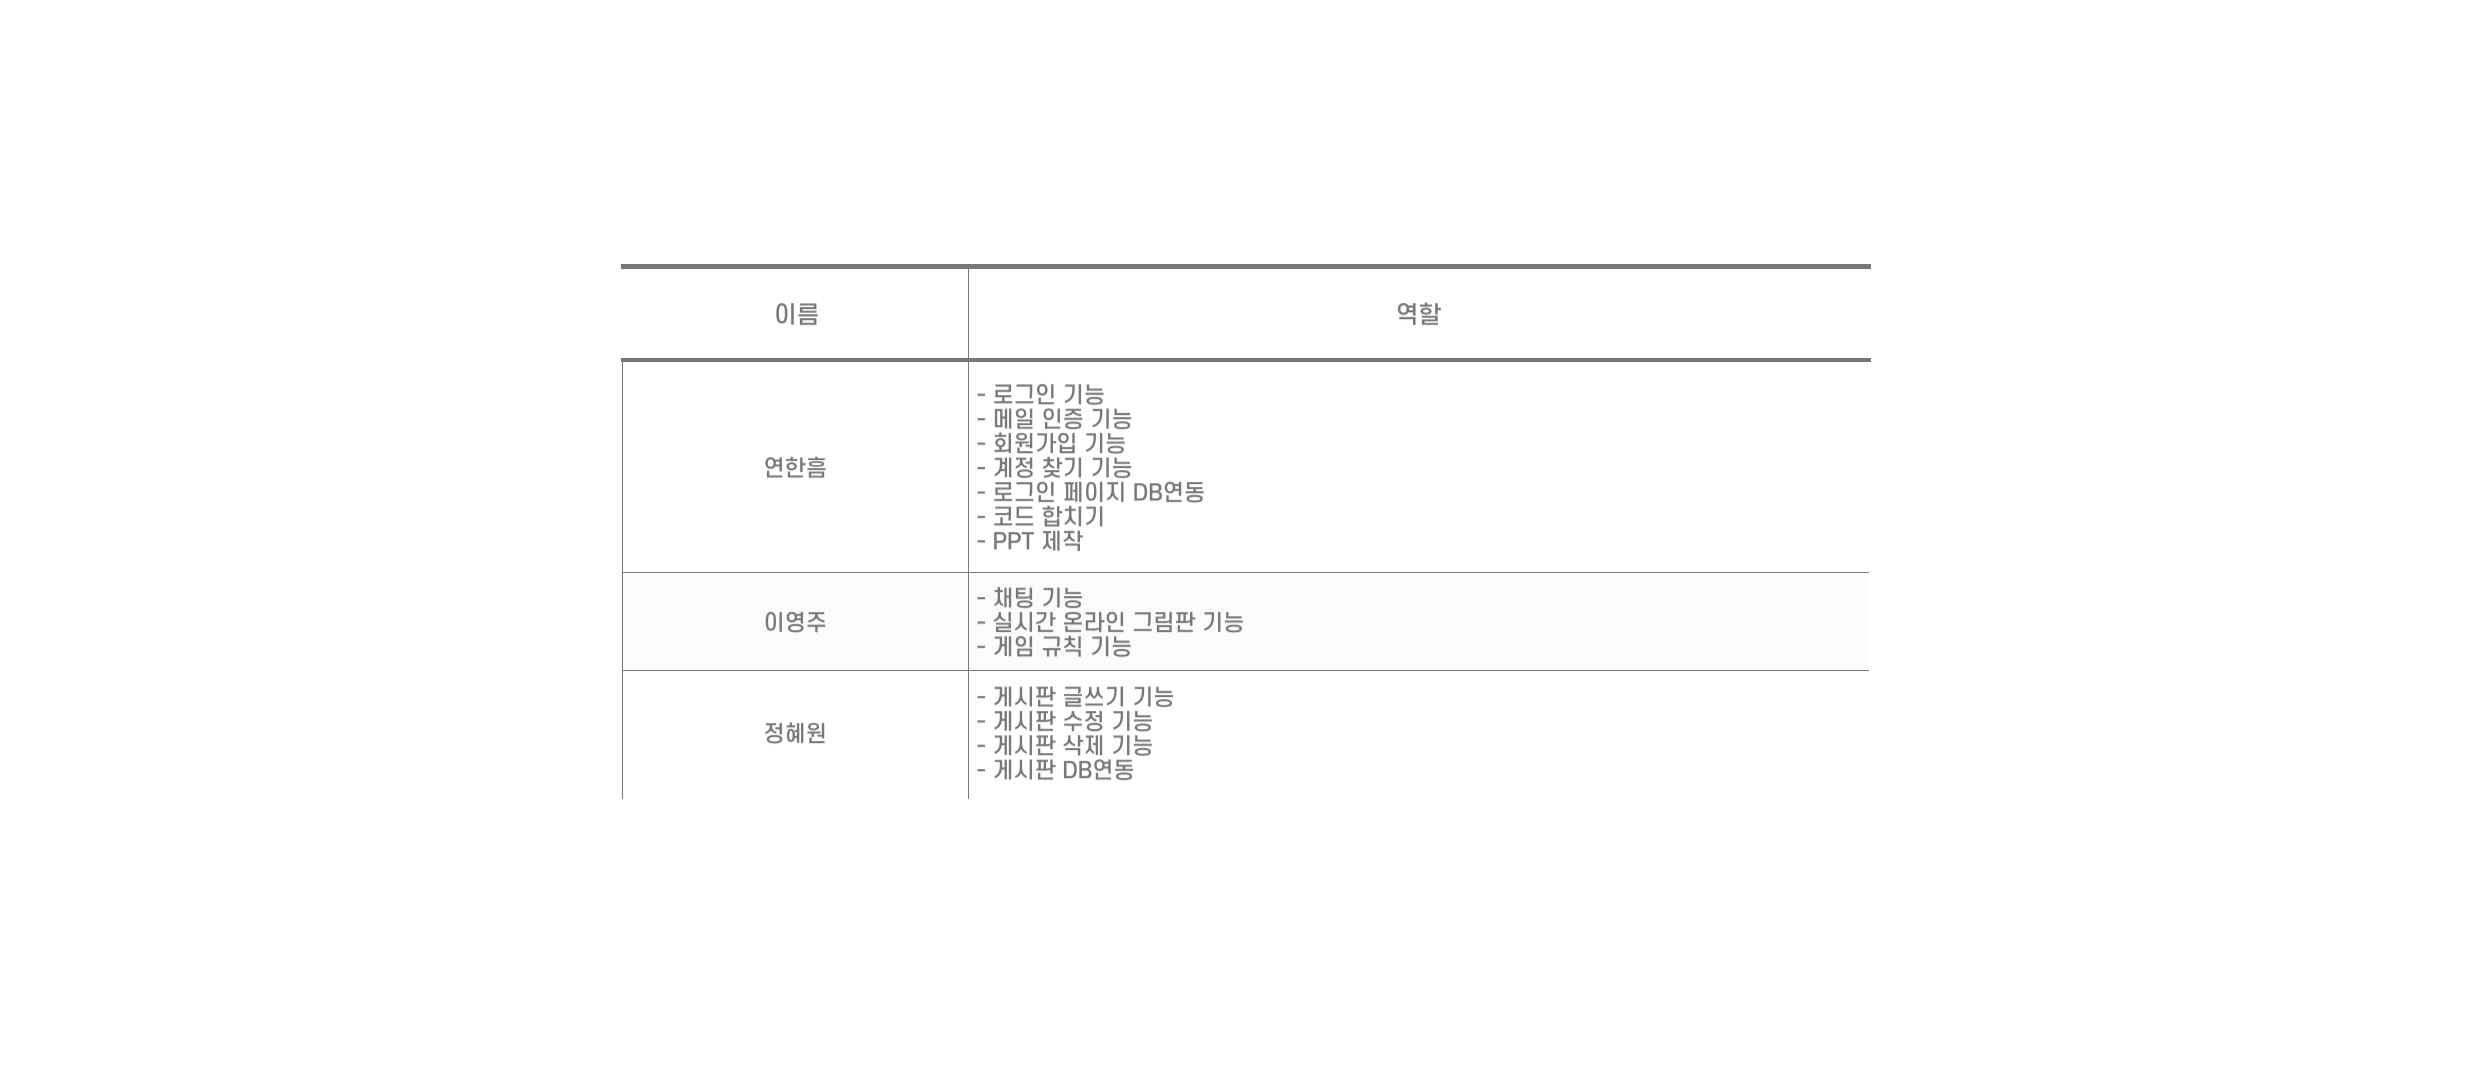 이름 역할
연한흠
- 로그인 기능
- 메일 인증 기능
- 회원가입 기능
- 계정 찾기 기능
- 로그인 페이지 DB연동
- 코드 합치기
- PPT 제작
이영주
- 채팅 기능
- 실시간 온라인 그림판 기능
- 게임 규칙 기능
정혜원
- 게시판 글쓰기 기능
- 게시판 수정 기능
- 게시판 삭제 기능
- 게시판 DB연동